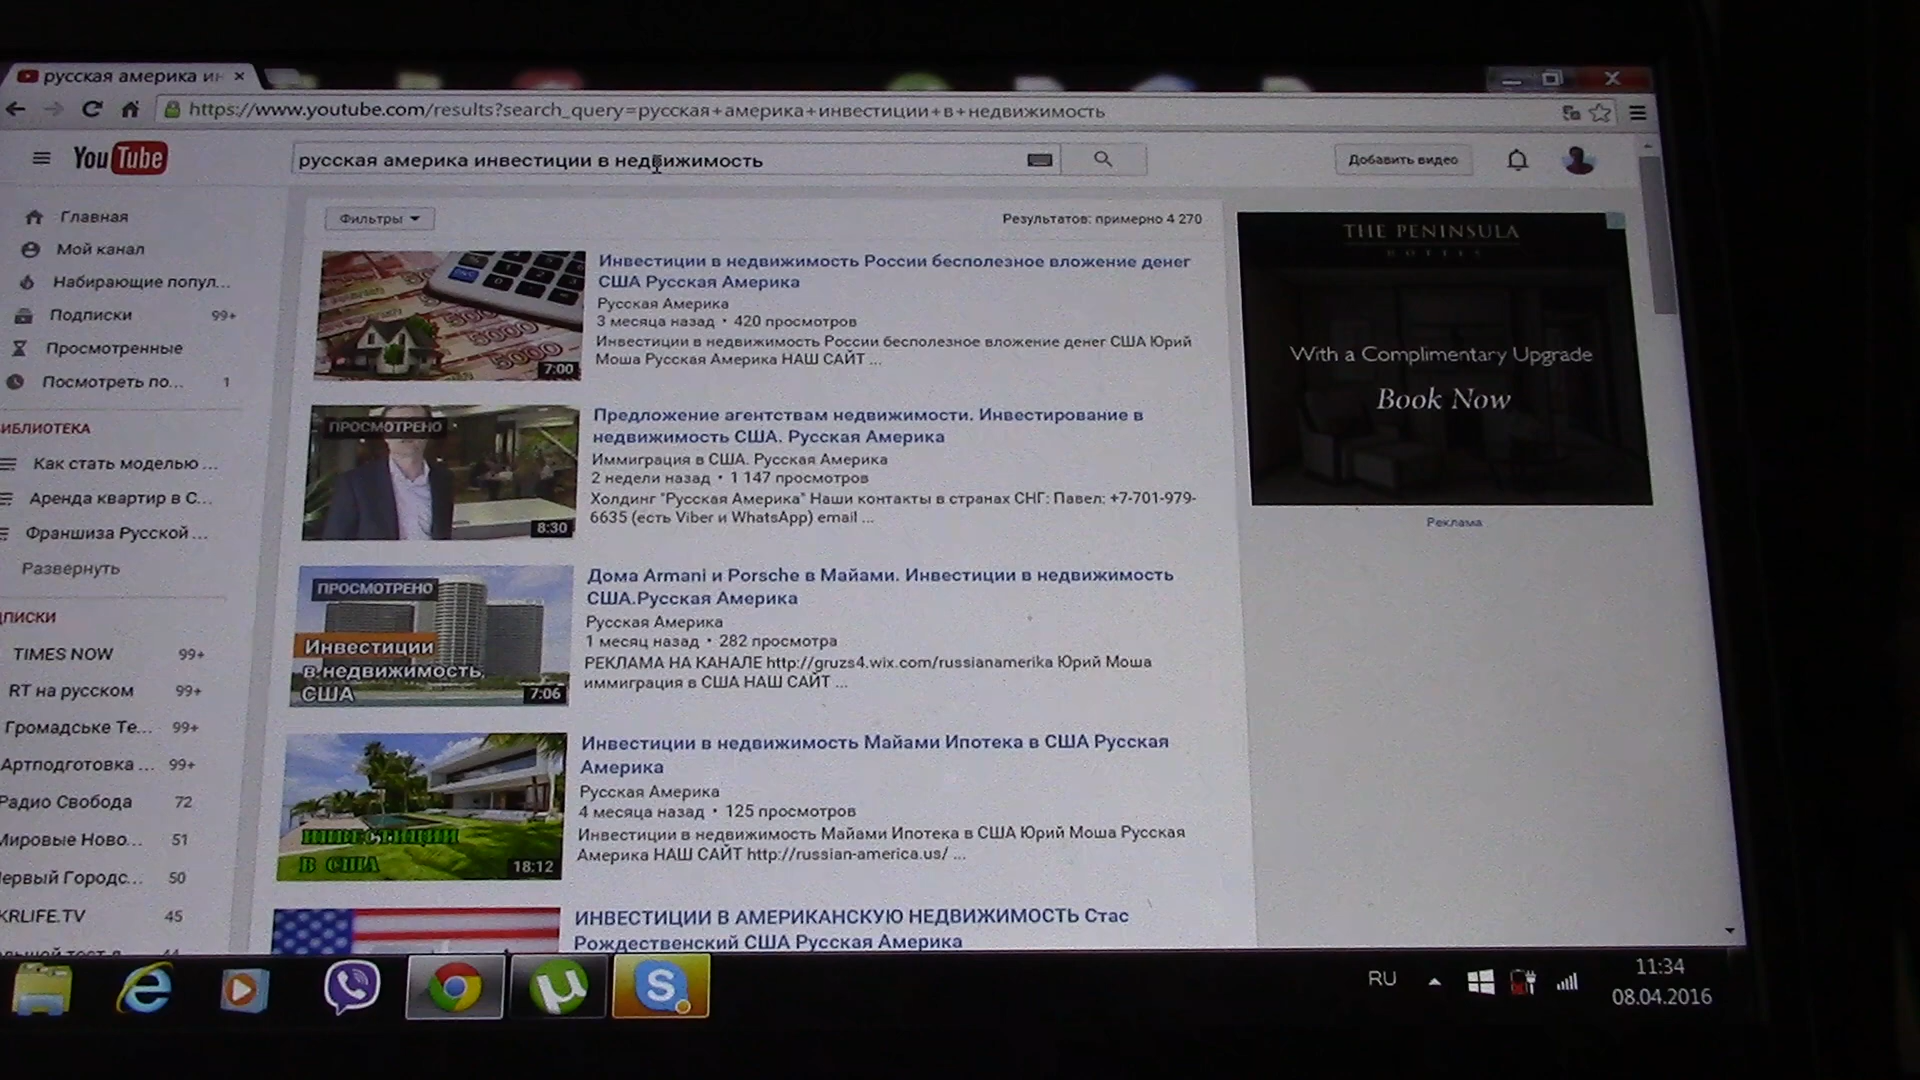 русская америка ин
https://www.youtube.com/results?search_query=русская+америка+инвестиции+в+недвижимость
YouTube
русская америка инвестиции в недвижимость
Добавить видео
Главная
Мой канал
Набирающие попул...
Подписки 99+
Просмотренные
Посмотреть по... 1
ИБЛИОТЕКА
Как стать моделью ...
Аренда квартир в С...
Франшиза Русской ...
Развернуть
ДПИСКИ
TIMES NOW 99+
RT на русском 99+
Громадське Те... 99+
Артподготовка ... 99+
Радио Свобода 72
Мировые Ново... 51
Первый Городс... 50
KRLIFE.TV 45
44
Фильтры
Результатов: примерно 4 270
Инвестиции в недвижимость России бесполезное вложение денег
США Русская Америка
Русская Америка
3 месяца назад • 420 просмотров
Инвестиции в недвижимость России бесполезное вложение денег США Юрий
Моша Русская Америка НАШ САЙТ ...
5000
7:00
ПРОСМОТРЕНО
8:30
Предложение агентствам недвижимости. Инвестирование в
недвижимость США. Русская Америка
Иммиграция в США. Русская Америка
2 недели назад • 1 147 просмотров
Холдинг "Русская Америка" Наши контакты в странах СНГ: Павел: +7-701-979-
6635 (есть Viber и WhatsApp) email ...
ПРОСМОТРЕНО
Инвестиции
в недвижимость
США
7:06
Дома Armani и Porsche в Майами. Инвестиции в недвижимость
США.Русская Америка
Русская Америка
1 месяц назад • 282 просмотра
РЕКЛАМА НА КАНАЛЕ http://gruzs4.wix.com/russianamerika Юрий Моша
иммиграция в США НАШ САЙТ ...
ИНВЕСТИЦИИ
В США
18:12
Инвестиции в недвижимость Майами Ипотека в США Русская
Америка
Русская Америка
4 месяца назад • 125 просмотров
Инвестиции в недвижимость Майами Ипотека в США Юрий Моша Русская
Америка НАШ САЙТ http://russian-america.us/ ...
ИНВЕСТИЦИИ В АМЕРИКАНСКУЮ НЕДВИЖИМОСТЬ Стас
Рождественский США Русская Америка
THE PENINSULA
HOTELS
With a Complimentary Upgrade
Book Now
Реклама
RU
11:34
08.04.2016